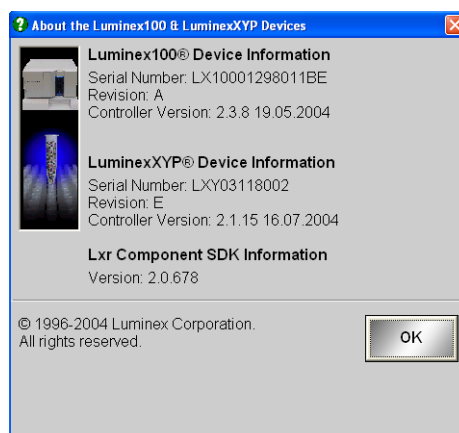 About the Luminex100 & LuminexXYP Devices
Luminex100® Device Information
Serial Number: LX10001298011BE
Revision: A
Controller Version: 2.3.8 19.05.2004
LuminexXYP® Device Information
Serial Number: LXY03118002
Revision: E
Controller Version: 2.1.15 16.07.2004
Lxr Component SDK Information
Version: 2.0.678
© 1996-2004 Luminex Corporation.
All rights reserved.
OK